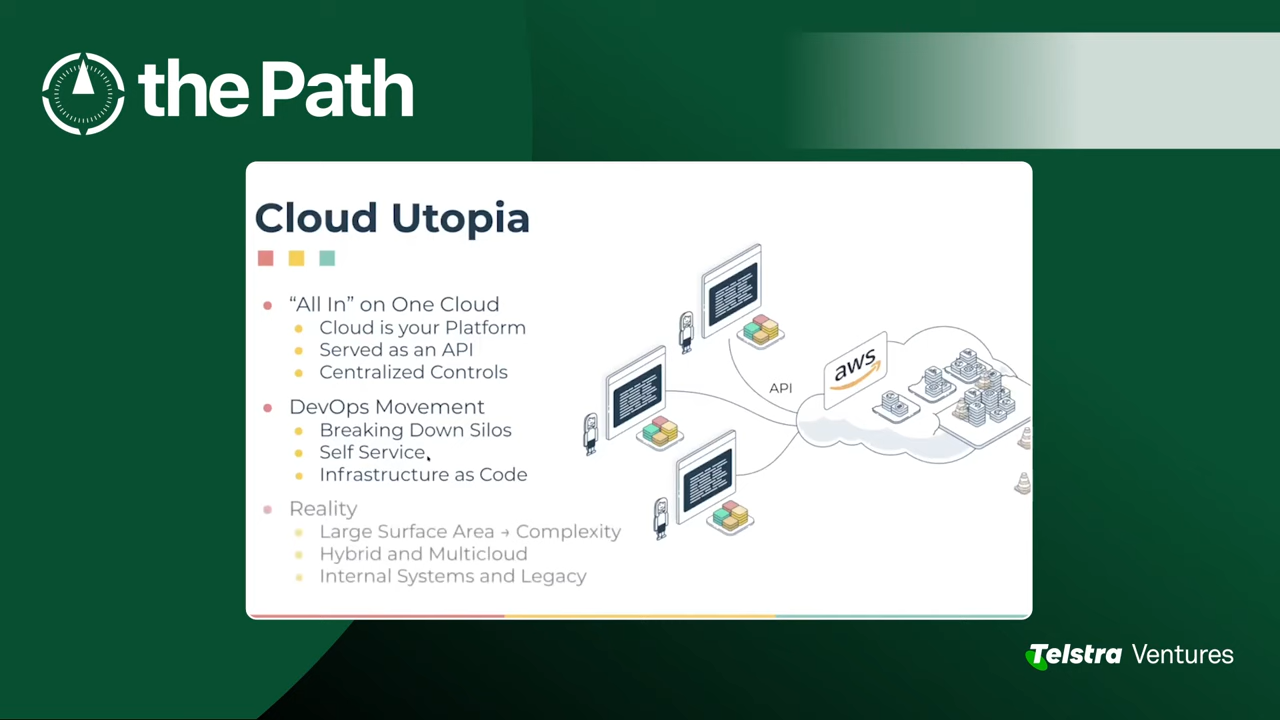 the Path
Cloud Utopia
“All In” on One Cloud
Cloud is your Platform
Served as an API
Centralized Controls
DevOps Movement
Breaking Down Silos
Self Service
Infrastructure as Code
Reality
Large Surface Area → Complexity
Hybrid and Multicloud
Internal Systems and Legacy
API
aws
Telstra Ventures